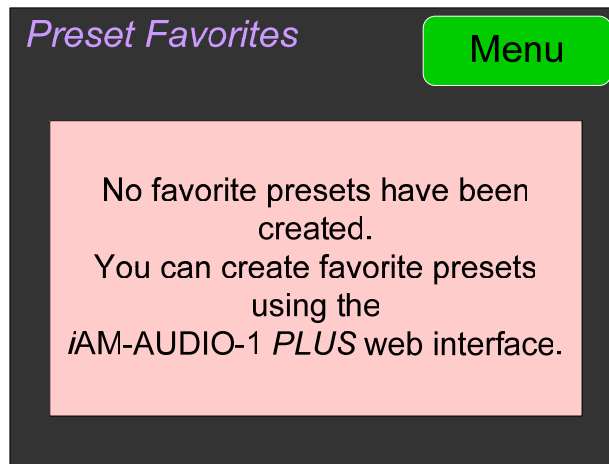 Preset Favorites
Menu
No favorite presets have been
created.
You can create favorite presets
using the
iAM-AUDIO-1 PLUS web interface.